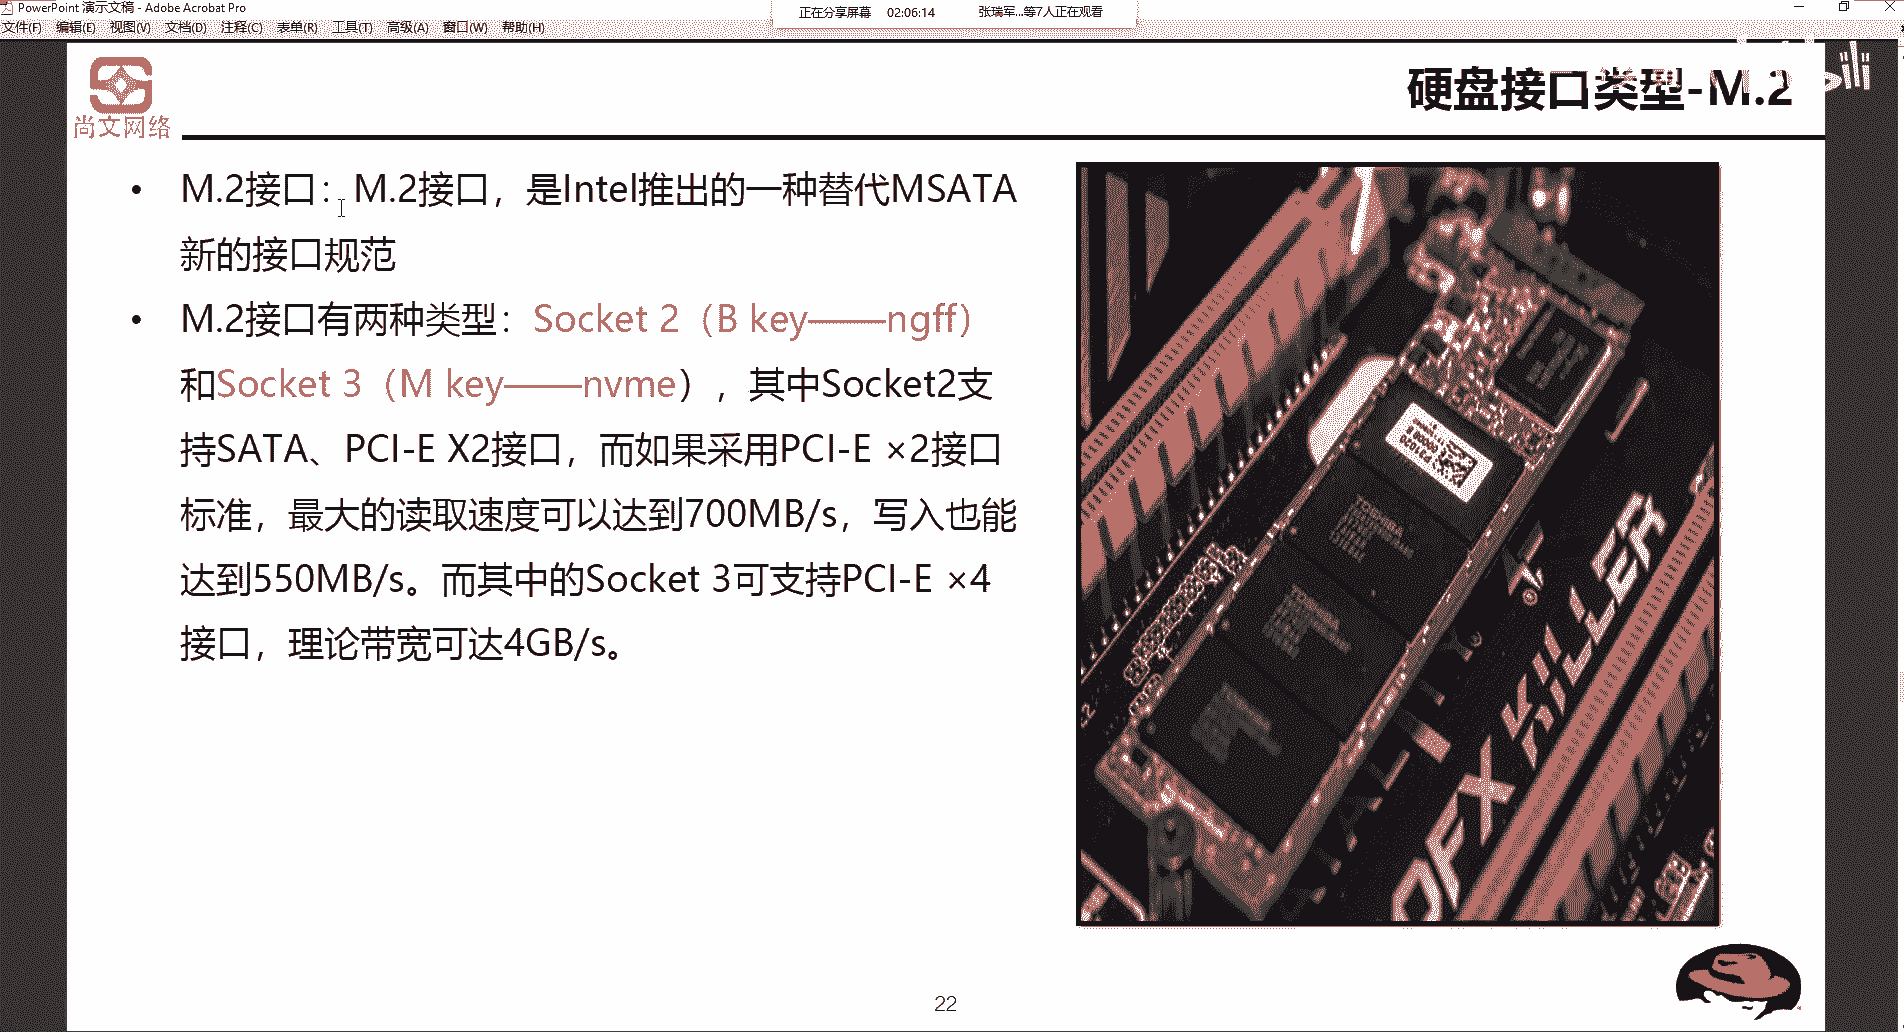 PowerPoint 演示文稿 - Adobe Acrobat Pro
正在分享屏幕 02:06:14 张瑞军...等7人正在观看
文件(F) 编辑(E) 视图(V) 文档(D) 注释(C) 表单(R) 工具(T) 高级(A) 窗口(W) 帮助(H)
尚文网络
硬盘接口类型-M.2
• M.2接口：M.2接口，是Intel推出的一种替代MSATA
新的接口规范
• M.2接口有两种类型：Socket 2（B key——ngff）
和Socket 3（M key——nvme），其中Socket2支
持SATA、PCI-E X2接口，而如果采用PCI-E ×2接口
标准，最大的读取速度可以达到700MB/s，写入也能
达到550MB/s。而其中的Socket 3可支持PCI-E ×4
接口，理论带宽可达4GB/s。
TOSHIBA
TOSHIBA
TOSHIBA
OFX KILLER
22